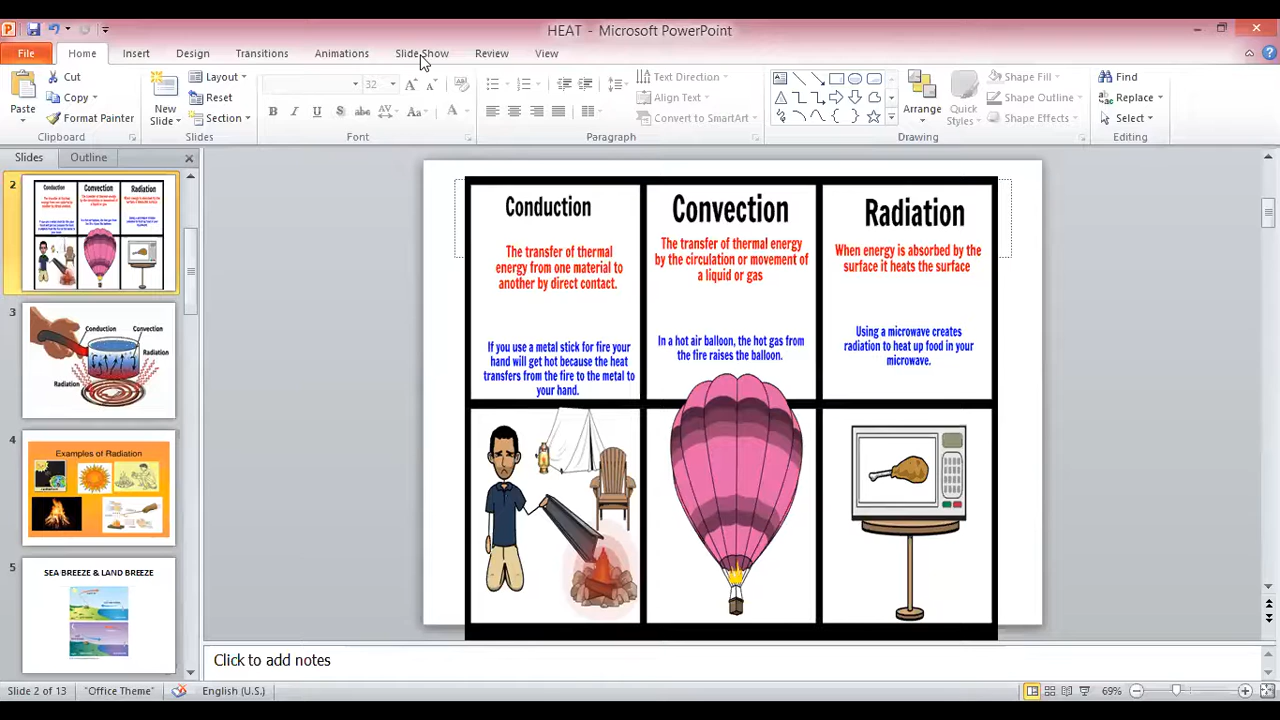 HEAT - Microsoft PowerPoint
File Home Insert Design Transitions Animations Slide Show Review View
Paste
Cut
Copy
Format Painter
Clipboard
New
Slide
Layout
Reset
Section
Slides
32
B I U S abc AV Aa A
Font
Paragraph
Text Direction
Align Text
Convert to SmartArt
Drawing
Arrange
Quick
Styles
Shape Fill
Shape Outline
Shape Effects
Find
Replace
Select
Editing
Slides Outline
2
3
Conduction
Convection
Radiation
Radiation
4
Examples of Radiation
5
SEA BREEZE & LAND BREEZE
Conduction
The transfer of thermal
energy from one material to
another by direct contact.
If you use a metal stick for fire your
hand will get hot because the heat
transfers from the fire to the metal to
your hand.
Convection
The transfer of thermal energy
by the circulation or movement of
a liquid or gas
In a hot air balloon, the hot gas from
the fire raises the balloon.
Radiation
When energy is absorbed by the
surface it heats the surface
Using a microwave creates
radiation to heat up food in your
microwave.
Click to add notes
Slide 2 of 13 "Office Theme" English (U.S.) 69%